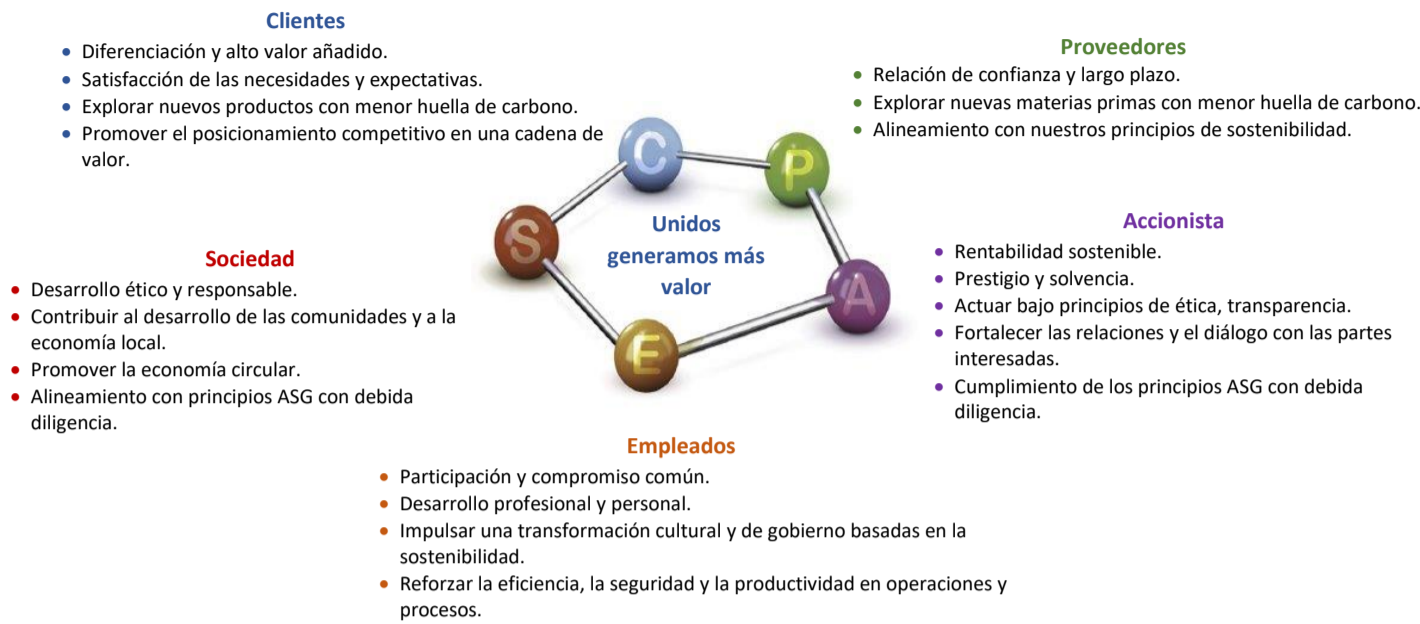 Clientes
• Diferenciación y alto valor añadido.
• Satisfacción de las necesidades y expectativas.
• Explorar nuevos productos con menor huella de carbono.
• Promover el posicionamiento competitivo en una cadena de
valor.
Proveedores
• Relación de confianza y largo plazo.
• Explorar nuevas materias primas con menor huella de carbono.
• Alineamiento con nuestros principios de sostenibilidad.
C
P
S
A
E
Unidos
generamos más
valor
Sociedad
• Desarrollo ético y responsable.
• Contribuir al desarrollo de las comunidades y a la
economía local.
• Promover la economía circular.
• Alineamiento con principios ASG con debida
diligencia.
Accionista
• Rentabilidad sostenible.
• Prestigio y solvencia.
• Actuar bajo principios de ética, transparencia.
• Fortalecer las relaciones y el diálogo con las partes
interesadas.
• Cumplimiento de los principios ASG con debida
diligencia.
Empleados
• Participación y compromiso común.
• Desarrollo profesional y personal.
• Impulsar una transformación cultural y de gobierno basadas en la
sostenibilidad.
• Reforzar la eficiencia, la seguridad y la productividad en operaciones y
procesos.